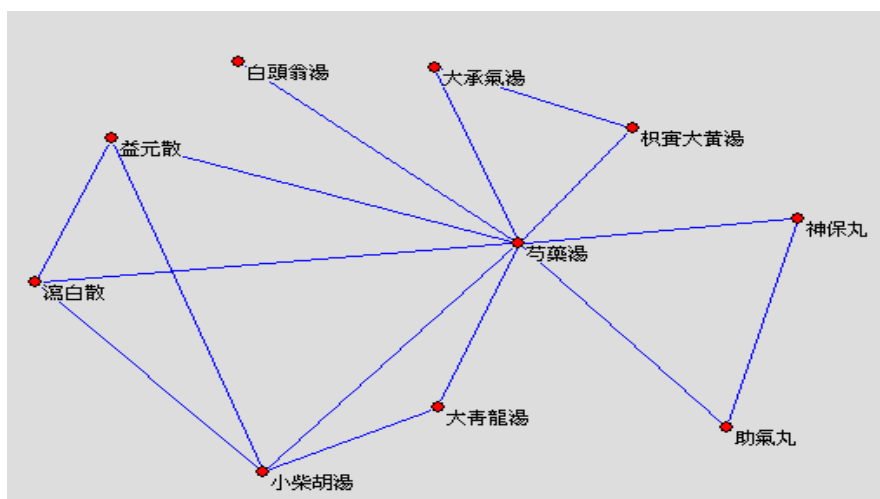 白頭翁湯
大承氣湯
枳實大黃湯
益元散
神保丸
芍藥湯
瀉白散
大青龍湯
助氣丸
小柴胡湯